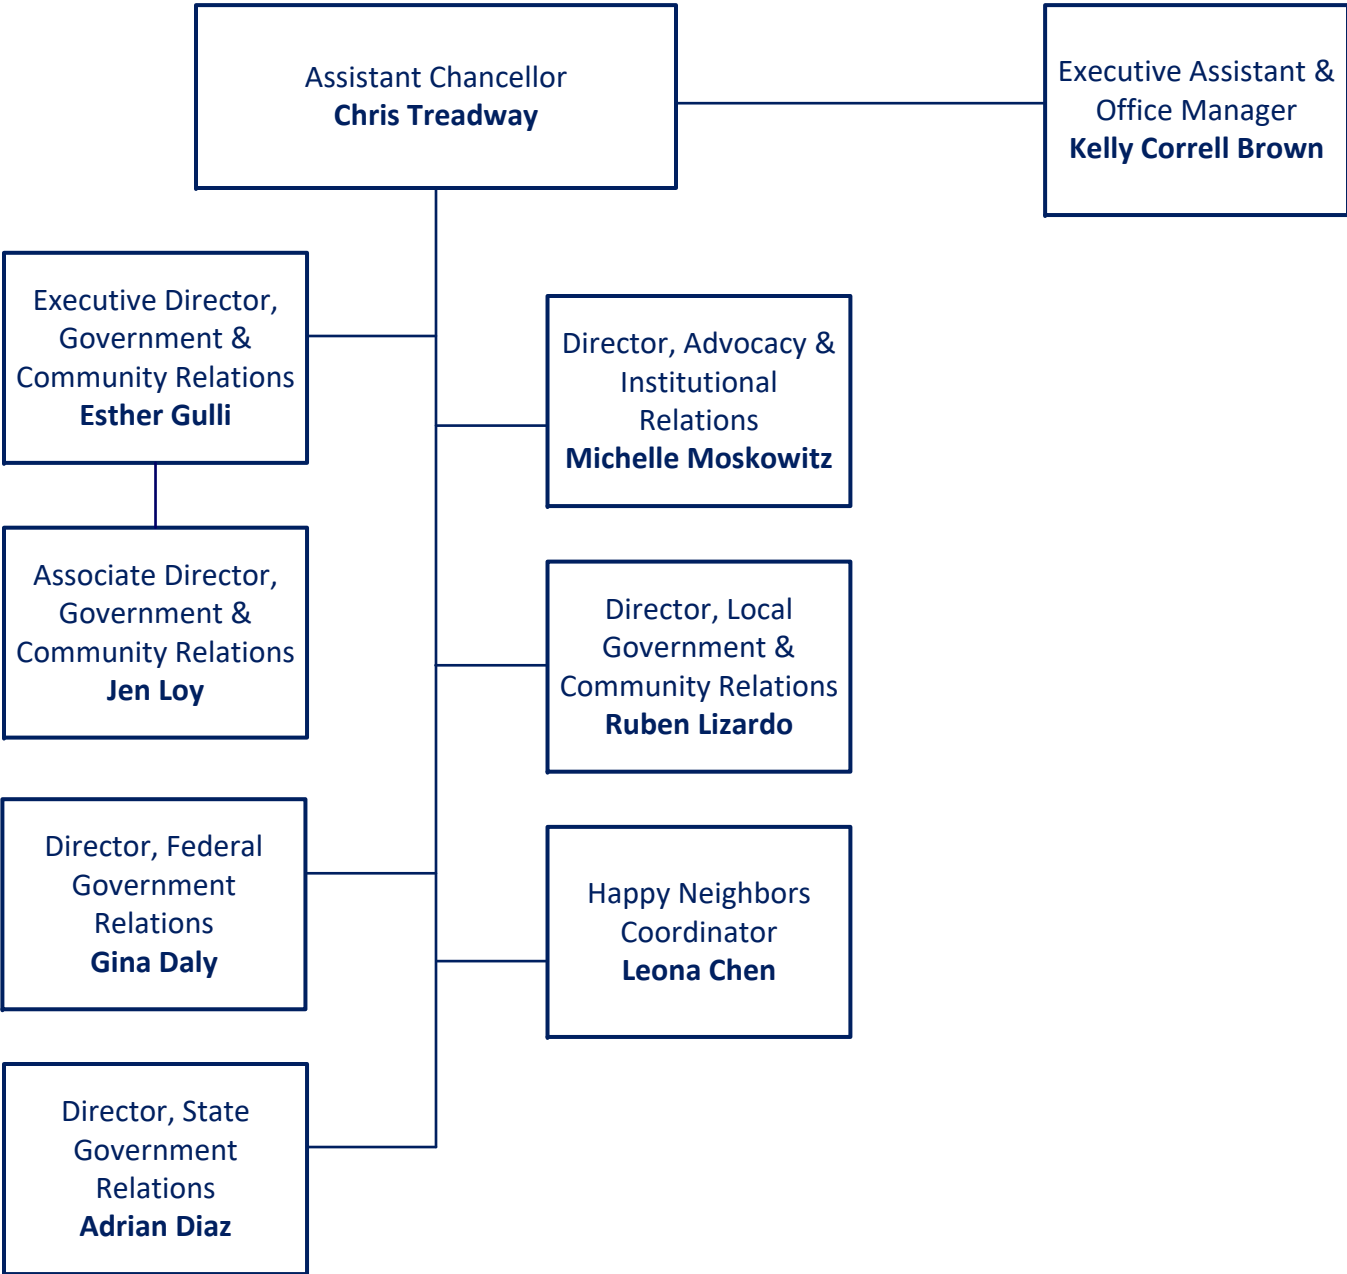 Assistant Chancellor
Chris Treadway
Executive Assistant &
Office Manager
Kelly Correll Brown
Executive Director,
Government &
Community Relations
Esther Gulli
Director, Advocacy &
Institutional
Relations
Michelle Moskowitz
Associate Director,
Government &
Community Relations
Jen Loy
Director, Local
Government &
Community Relations
Ruben Lizardo
Director, Federal
Government
Relations
Gina Daly
Happy Neighbors
Coordinator
Leona Chen
Director, State
Government
Relations
Adrian Diaz